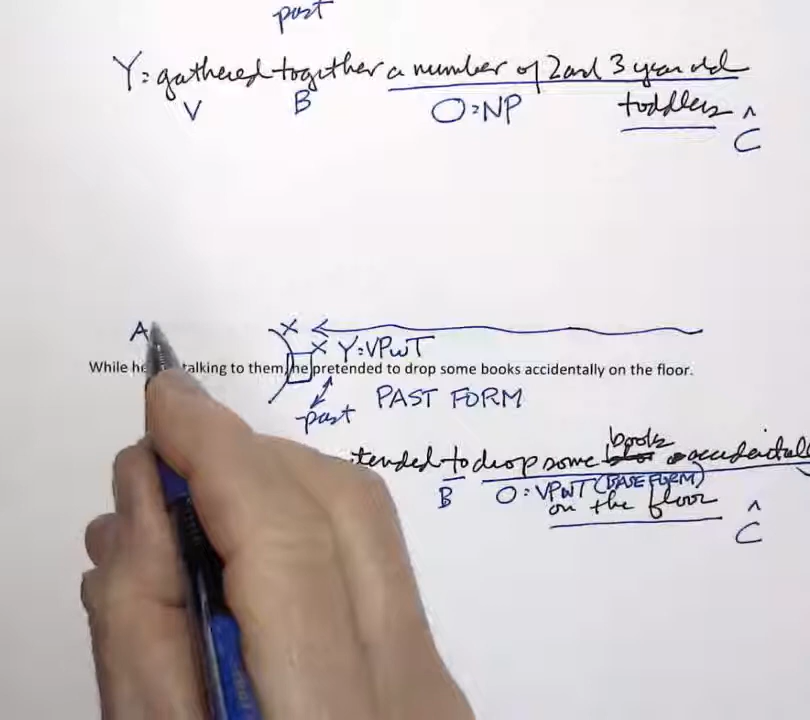 past
Y: gathered together a number of 2 and 3 year old
V B O:NP toddlers ^
C
A X
X Y:VPWT
While he talking to them, he pretended to drop some books accidentally on the floor.
past PAST FORM
books
tended to drop some accidentally
B O:VPWT (BASE FORM)
on the floor ^
C